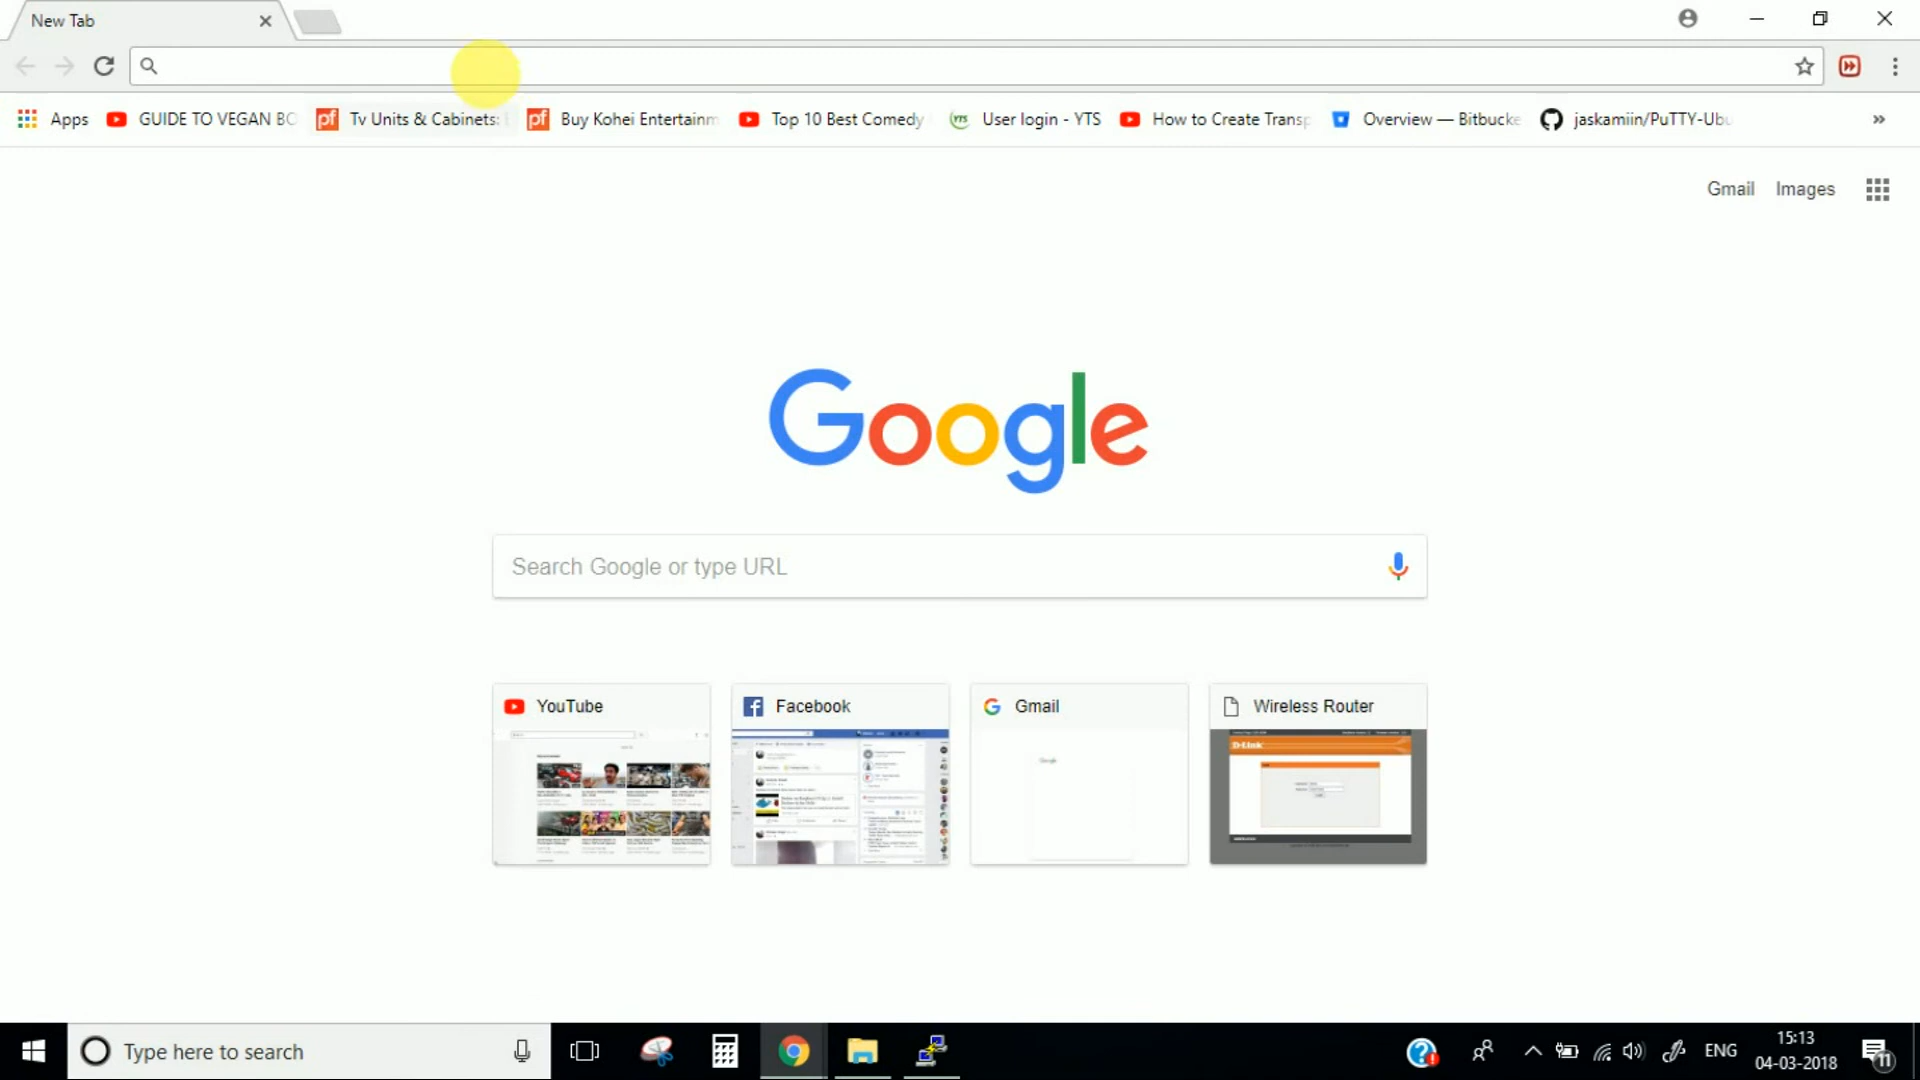 New Tab
Apps
GUIDE TO VEGAN BO
Tv Units & Cabinets:
Buy Kohei Entertainm
Top 10 Best Comedy
User login - YTS
How to Create Transp
Overview — Bitbucke
jaskamiin/PuTTY-Ubu
Gmail
Images
Google
Search Google or type URL
YouTube
Facebook
Gmail
Wireless Router
D-Link
Type here to search
ENG
15:13
04-03-2018
11